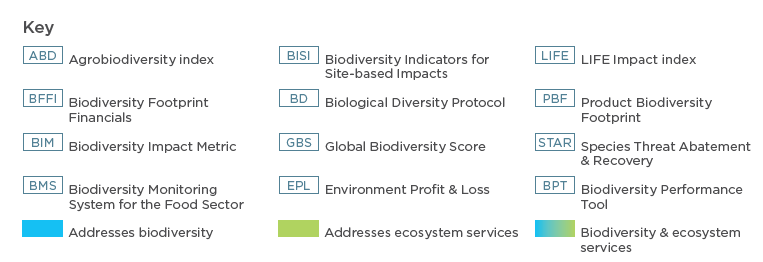 Key
ABD Agrobiodiversity index
BISI Biodiversity Indicators for
Site-based Impacts
LIFE LIFE Impact index
BFFI Biodiversity Footprint
Financials
BD Biological Diversity Protocol
PBF Product Biodiversity
Footprint
BIM Biodiversity Impact Metric
GBS Global Biodiversity Score
STAR Species Threat Abatement
& Recovery
BMS Biodiversity Monitoring
System for the Food Sector
EPL Environment Profit & Loss
BPT Biodiversity Performance
Tool
Addresses biodiversity
Addresses ecosystem services
Biodiversity & ecosystem
services